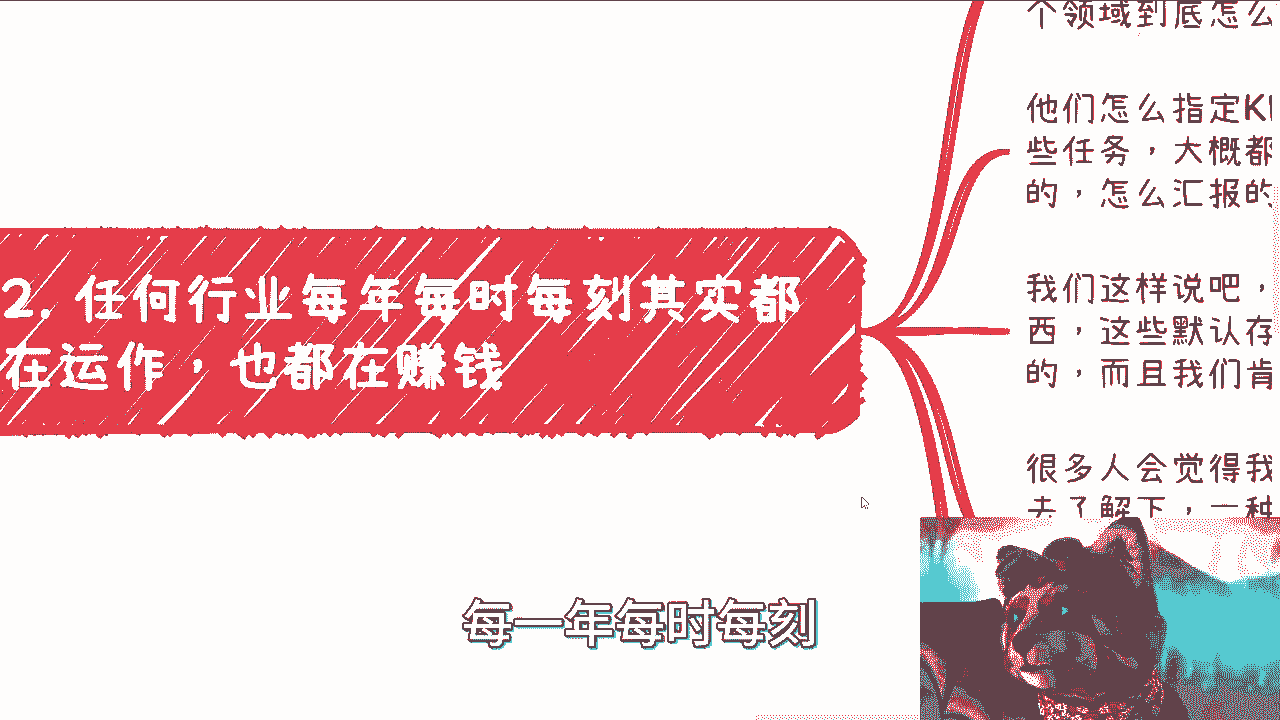 2. 任何行业每年每时每刻其实都
在运作，也都在赚钱
个领域到底怎么
他们怎么指定K
些任务，大概都
的，怎么汇报的
我们这样说吧，
西，这些默认存
的，而且我们肯
很多人会觉得我
去了解下，一种
每一年每时每刻